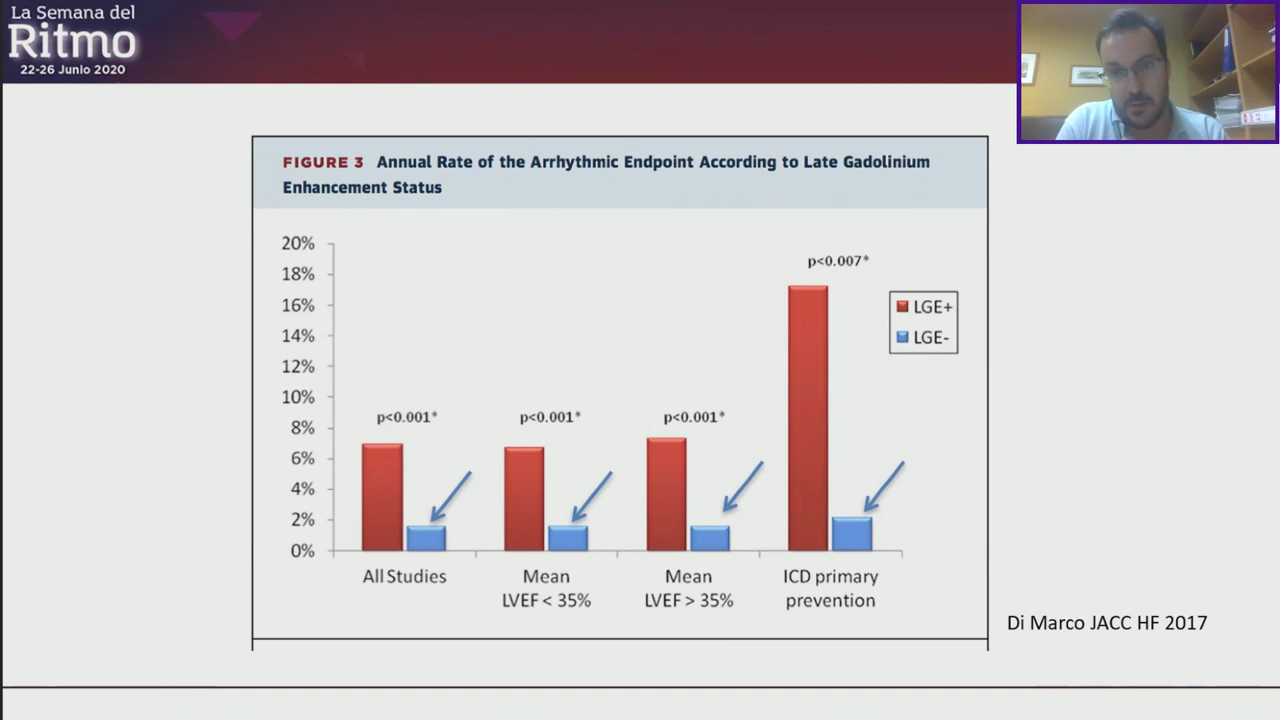 La Semana del
Ritmo
22-26 Junio 2020
FIGURE 3 Annual Rate of the Arrhythmic Endpoint According to Late Gadolinium
Enhancement Status
20%
18%
16%
14%
12%
10%
8%
6%
4%
2%
0%
p<0.001*
p<0.001*
p<0.001*
p<0.007*
LGE+
LGE-
All Studies
Mean
LVEF < 35%
Mean
LVEF > 35%
ICD primary
prevention
Di Marco JACC HF 2017